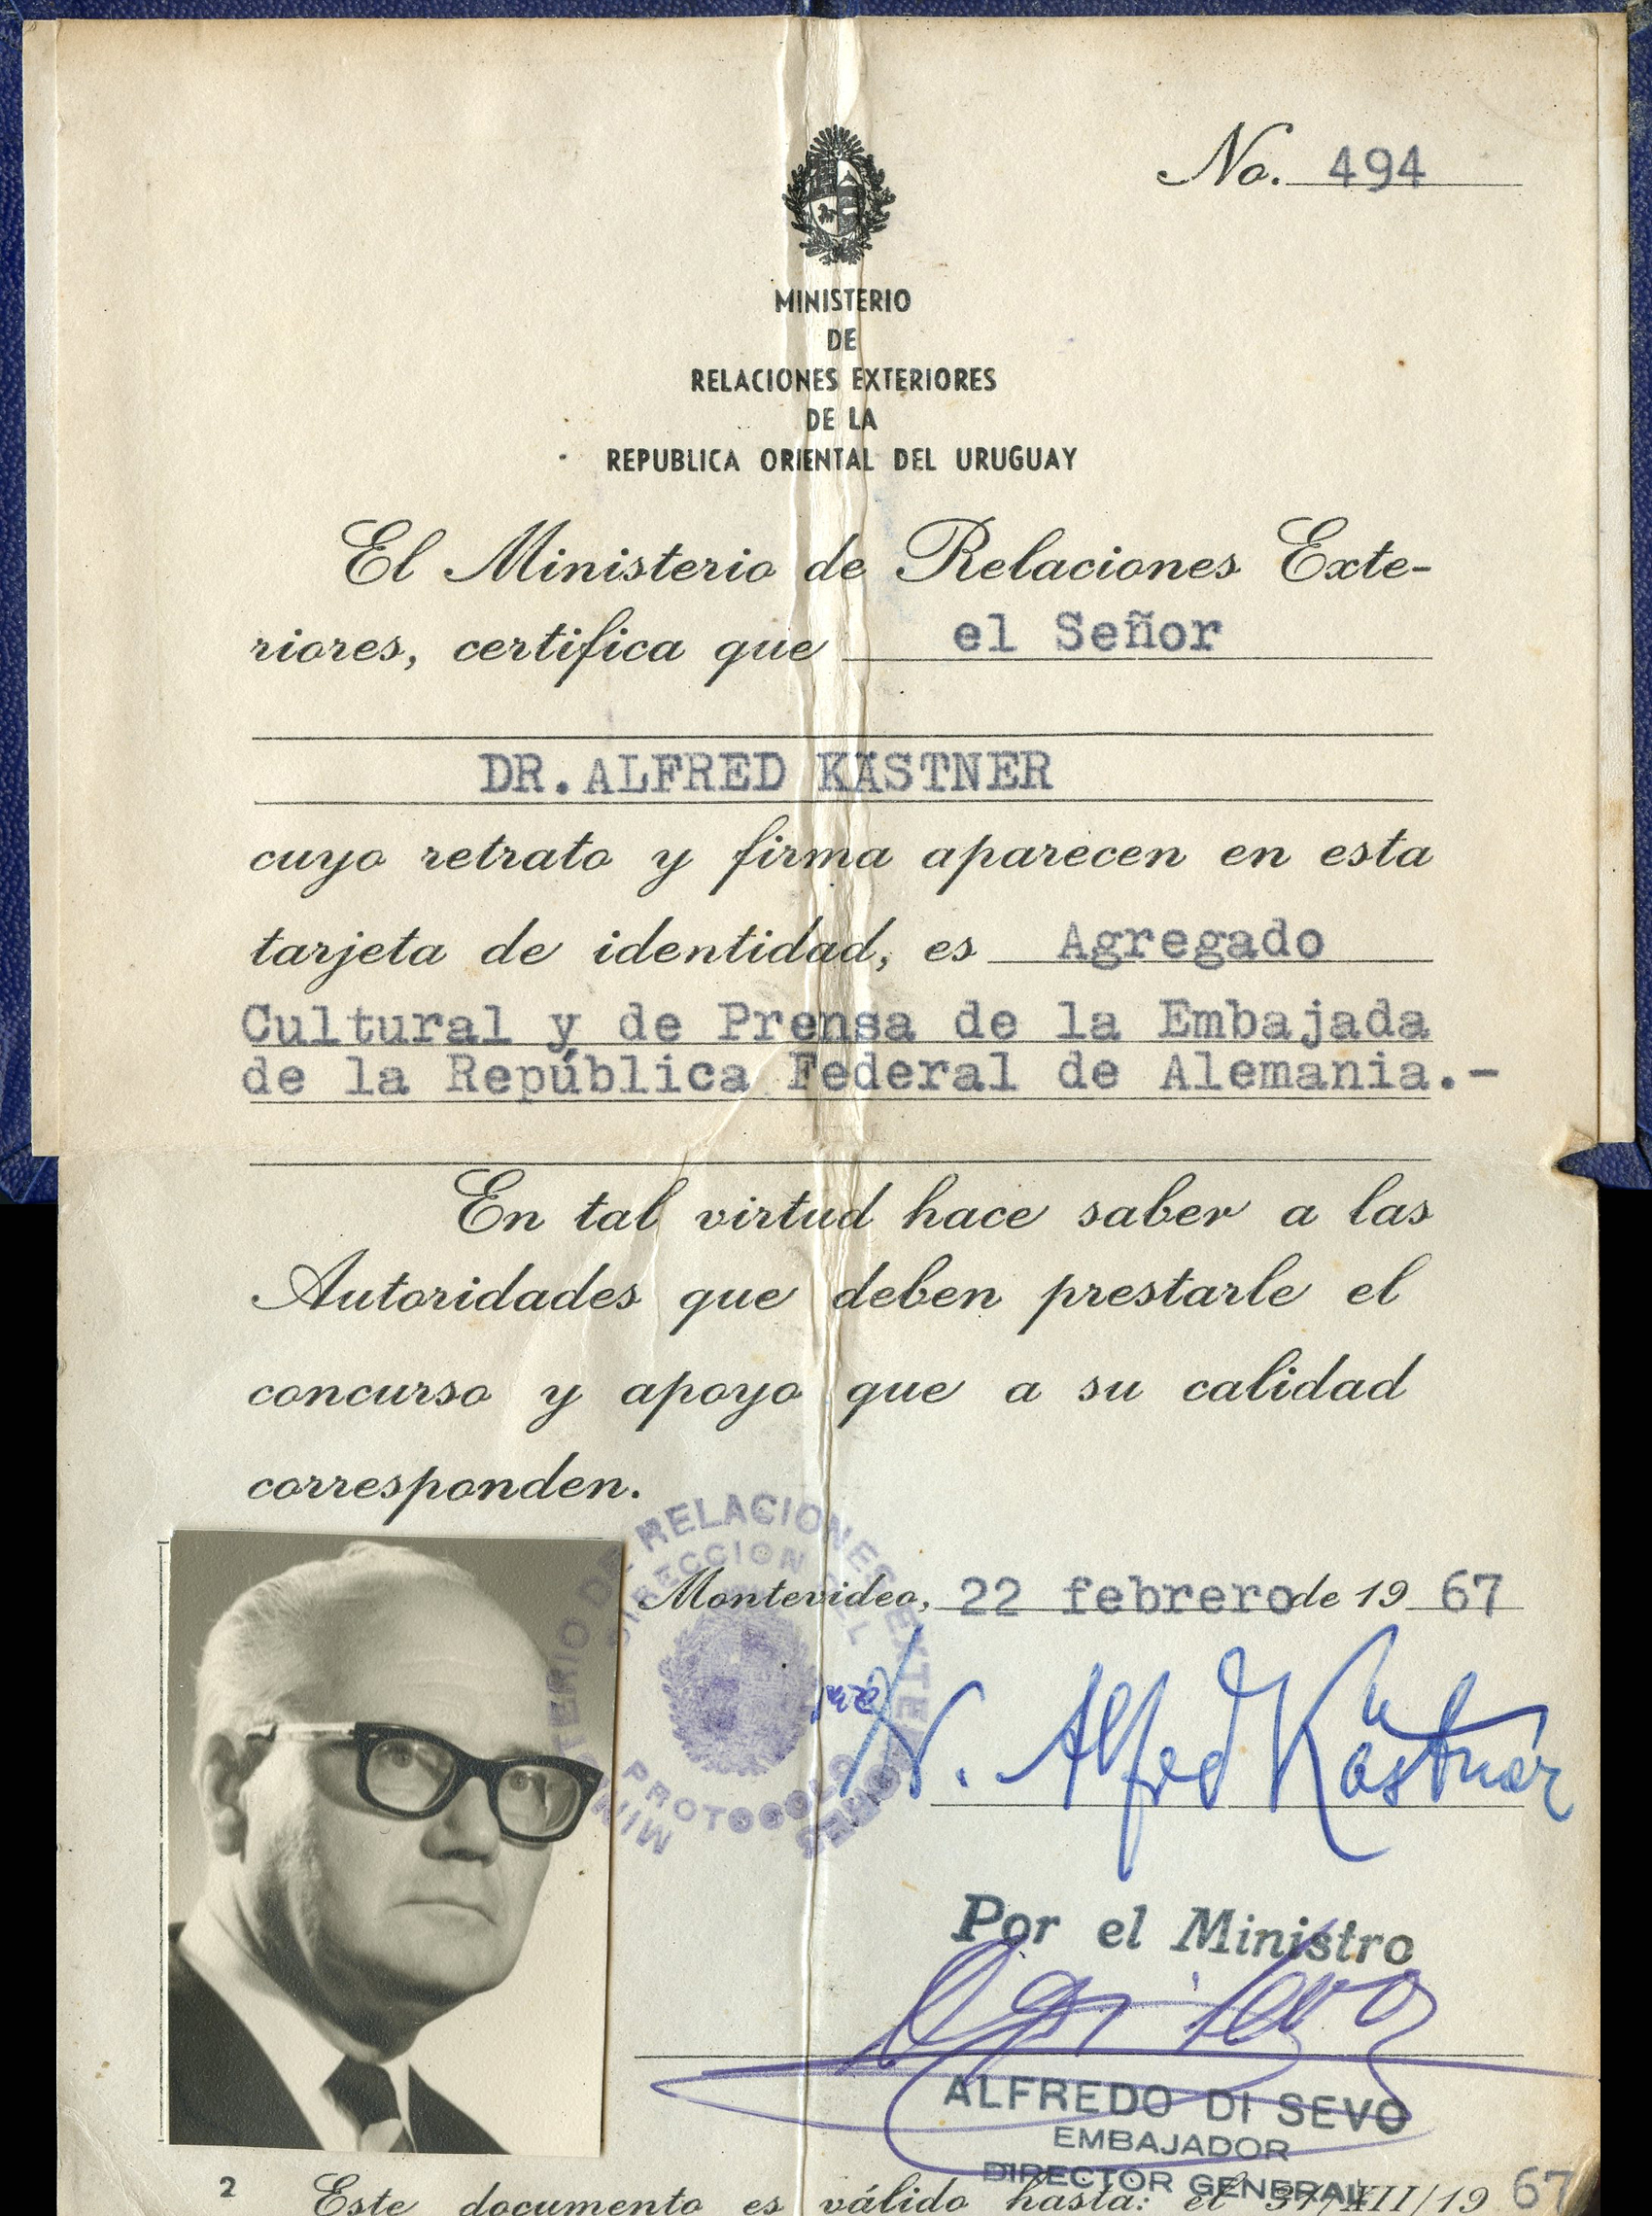 No. 494
MINISTERIO
DE
RELACIONES EXTERIORES
DE LA
REPUBLICA ORIENTAL DEL URUGUAY
El Ministerio de Relaciones Exte-
riores, certifica que el Señor
DR. ALFRED KASTNER
cuyo retrato y firma aparecen en esta
tarjeta de identidad, es Agregado
Cultural y de Prensa de la Embajada
de la República Federal de Alemania.-
En tal virtud hace saber a las
Autoridades que deben prestarle el
concurso y apoyo que a su calidad
corresponden.
MINISTERIO DE RELACIONES EXTERIORES
DIRECCION DEL
PROTOCOLO
Montevideo, 22 febrero de 19 67
Dr. Alfred Kastner
Por el Ministro
ALFREDO DI SEVO
EMBAJADOR
DIRECTOR GENERAL
2 Este documento es válido hasta: el 31/XII/19 67